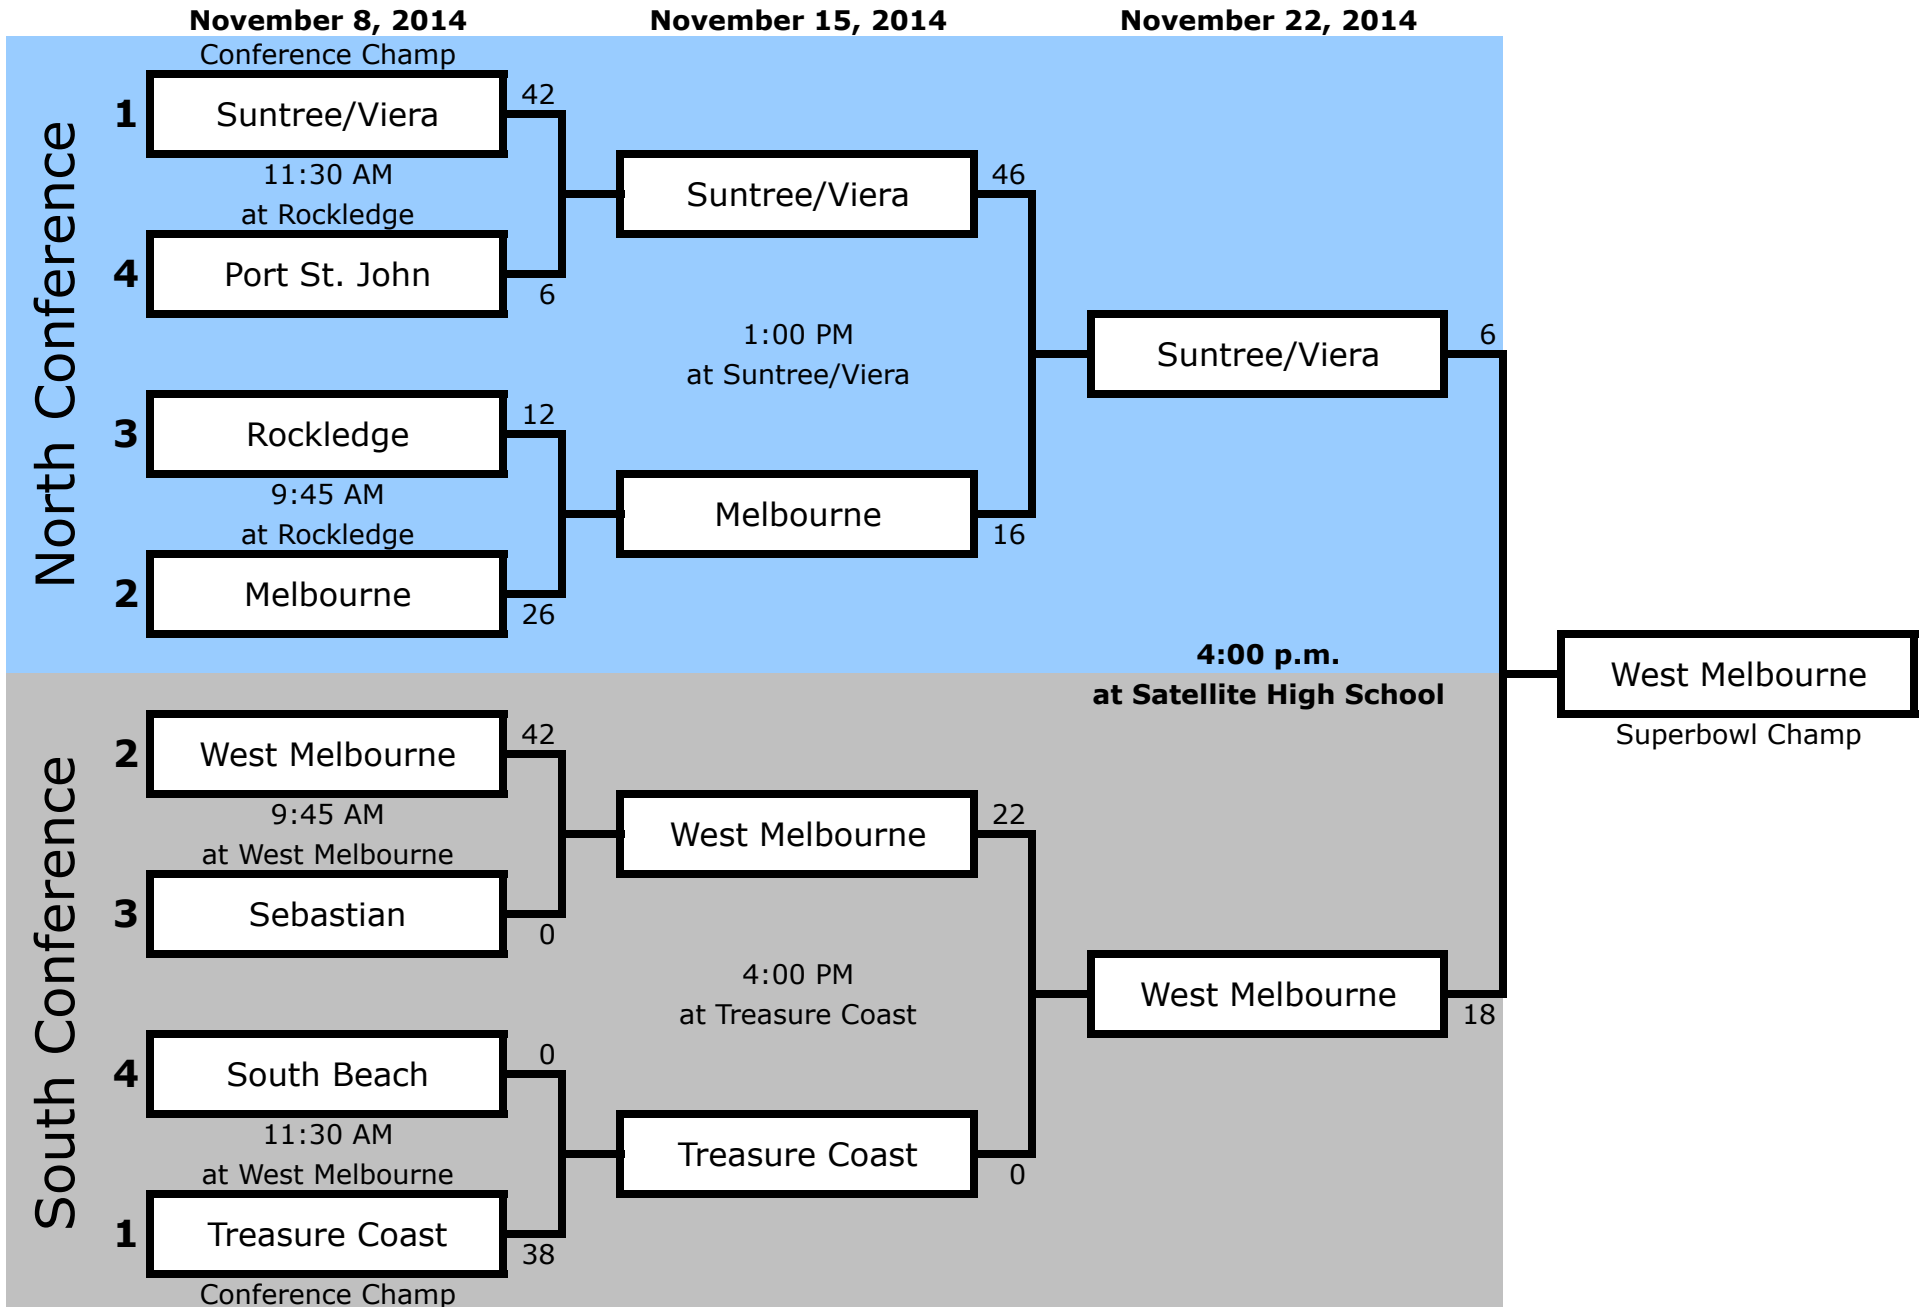 November 8, 2014
November 15, 2014
November 22, 2014
North Conference
Conference Champ
1
Suntree/Viera
42
11:30 AM
at Rockledge
4
Port St. John
6
3
Rockledge
12
9:45 AM
at Rockledge
2
Melbourne
26
Suntree/Viera
46
1:00 PM
at Suntree/Viera
Melbourne
16
Suntree/Viera
6
4:00 p.m.
at Satellite High School
South Conference
2
West Melbourne
42
9:45 AM
at West Melbourne
3
Sebastian
0
4
South Beach
0
11:30 AM
at West Melbourne
1
Treasure Coast
38
Conference Champ
West Melbourne
22
4:00 PM
at Treasure Coast
Treasure Coast
0
West Melbourne
18
West Melbourne
Superbowl Champ